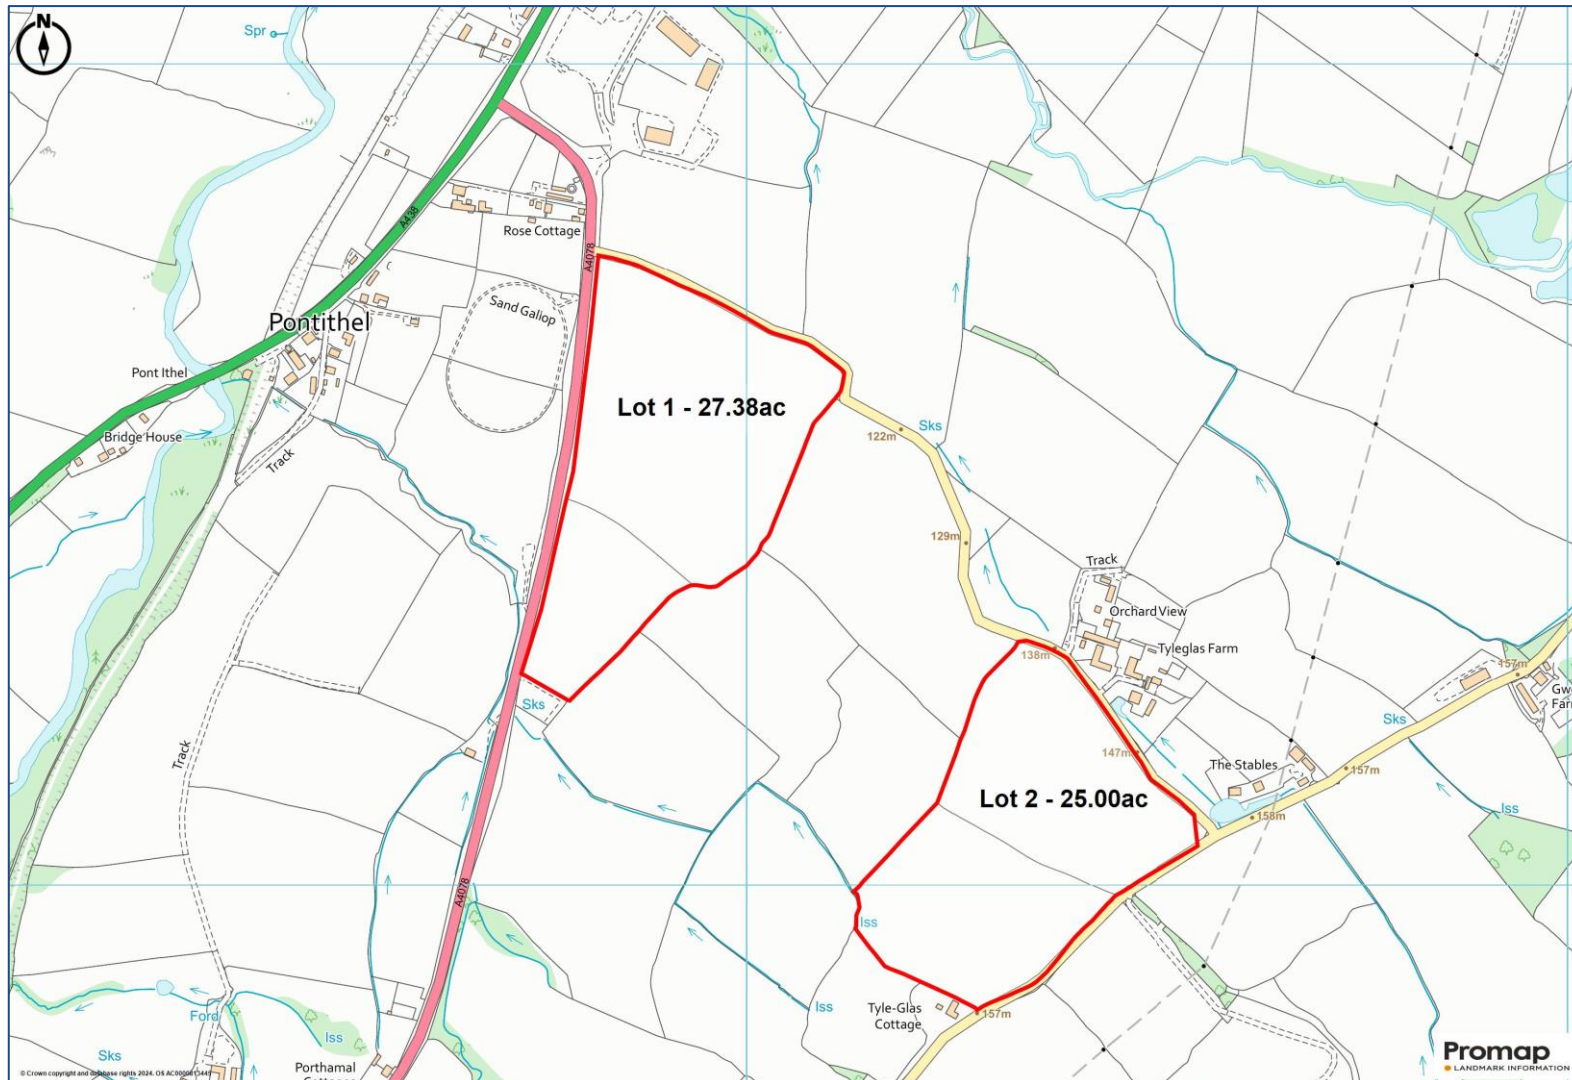 N
Spr
A438
Rose Cottage
A4078
Sand Gallop
Pontithel
Pont Ithel
Bridge House
Track
Lot 1 - 27.38ac
122m
Sks
129m
Track
Orchard View
Tyleglas Farm
138m
157m
Sks
147m
The Stables
157m
Sks
Track
Lot 2 - 25.00ac
158m
Iss
A4078
Iss
Iss
Tyle-Glas
Cottage
157m
Ford
Iss
Sks
Porthamal
Promap
LANDMARK INFORMATION